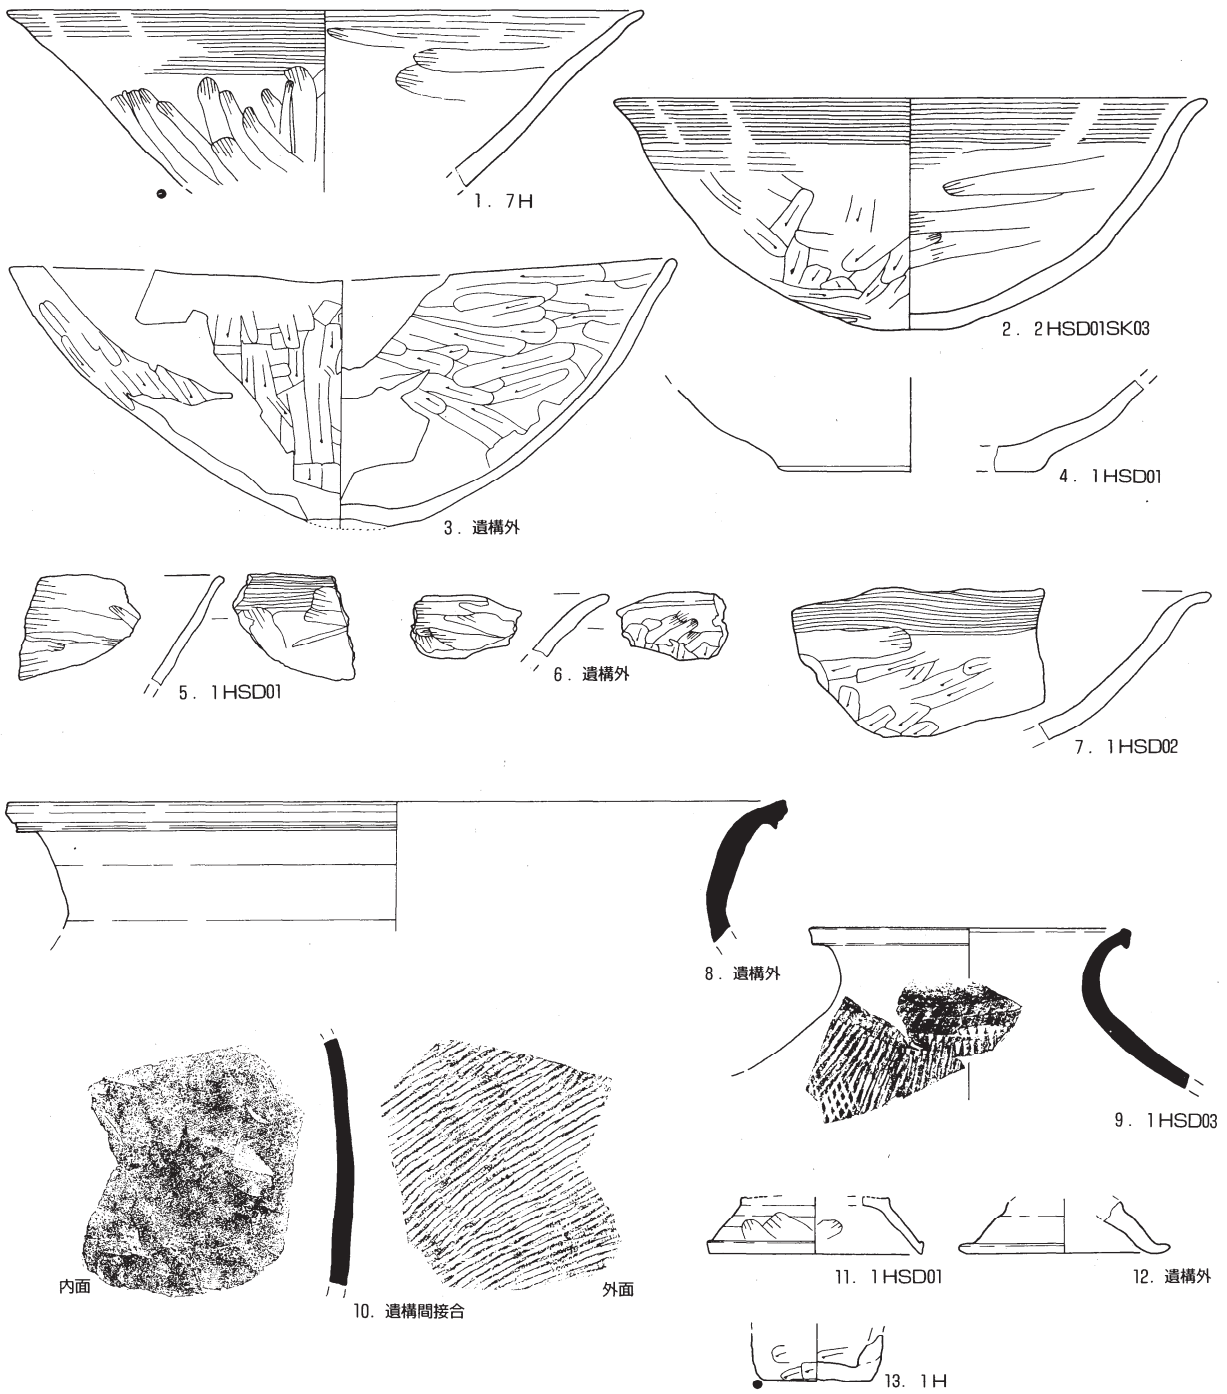 1. 7H
2. 2HSD01SK03
3. 遺構外
4. 1HSD01
5. 1HSD01
6. 遺構外
7. 1HSD02
8. 遺構外
9. 1HSD03
内面
外面
10. 遺構間接合
11. 1HSD01
12. 遺構外
13. 1H